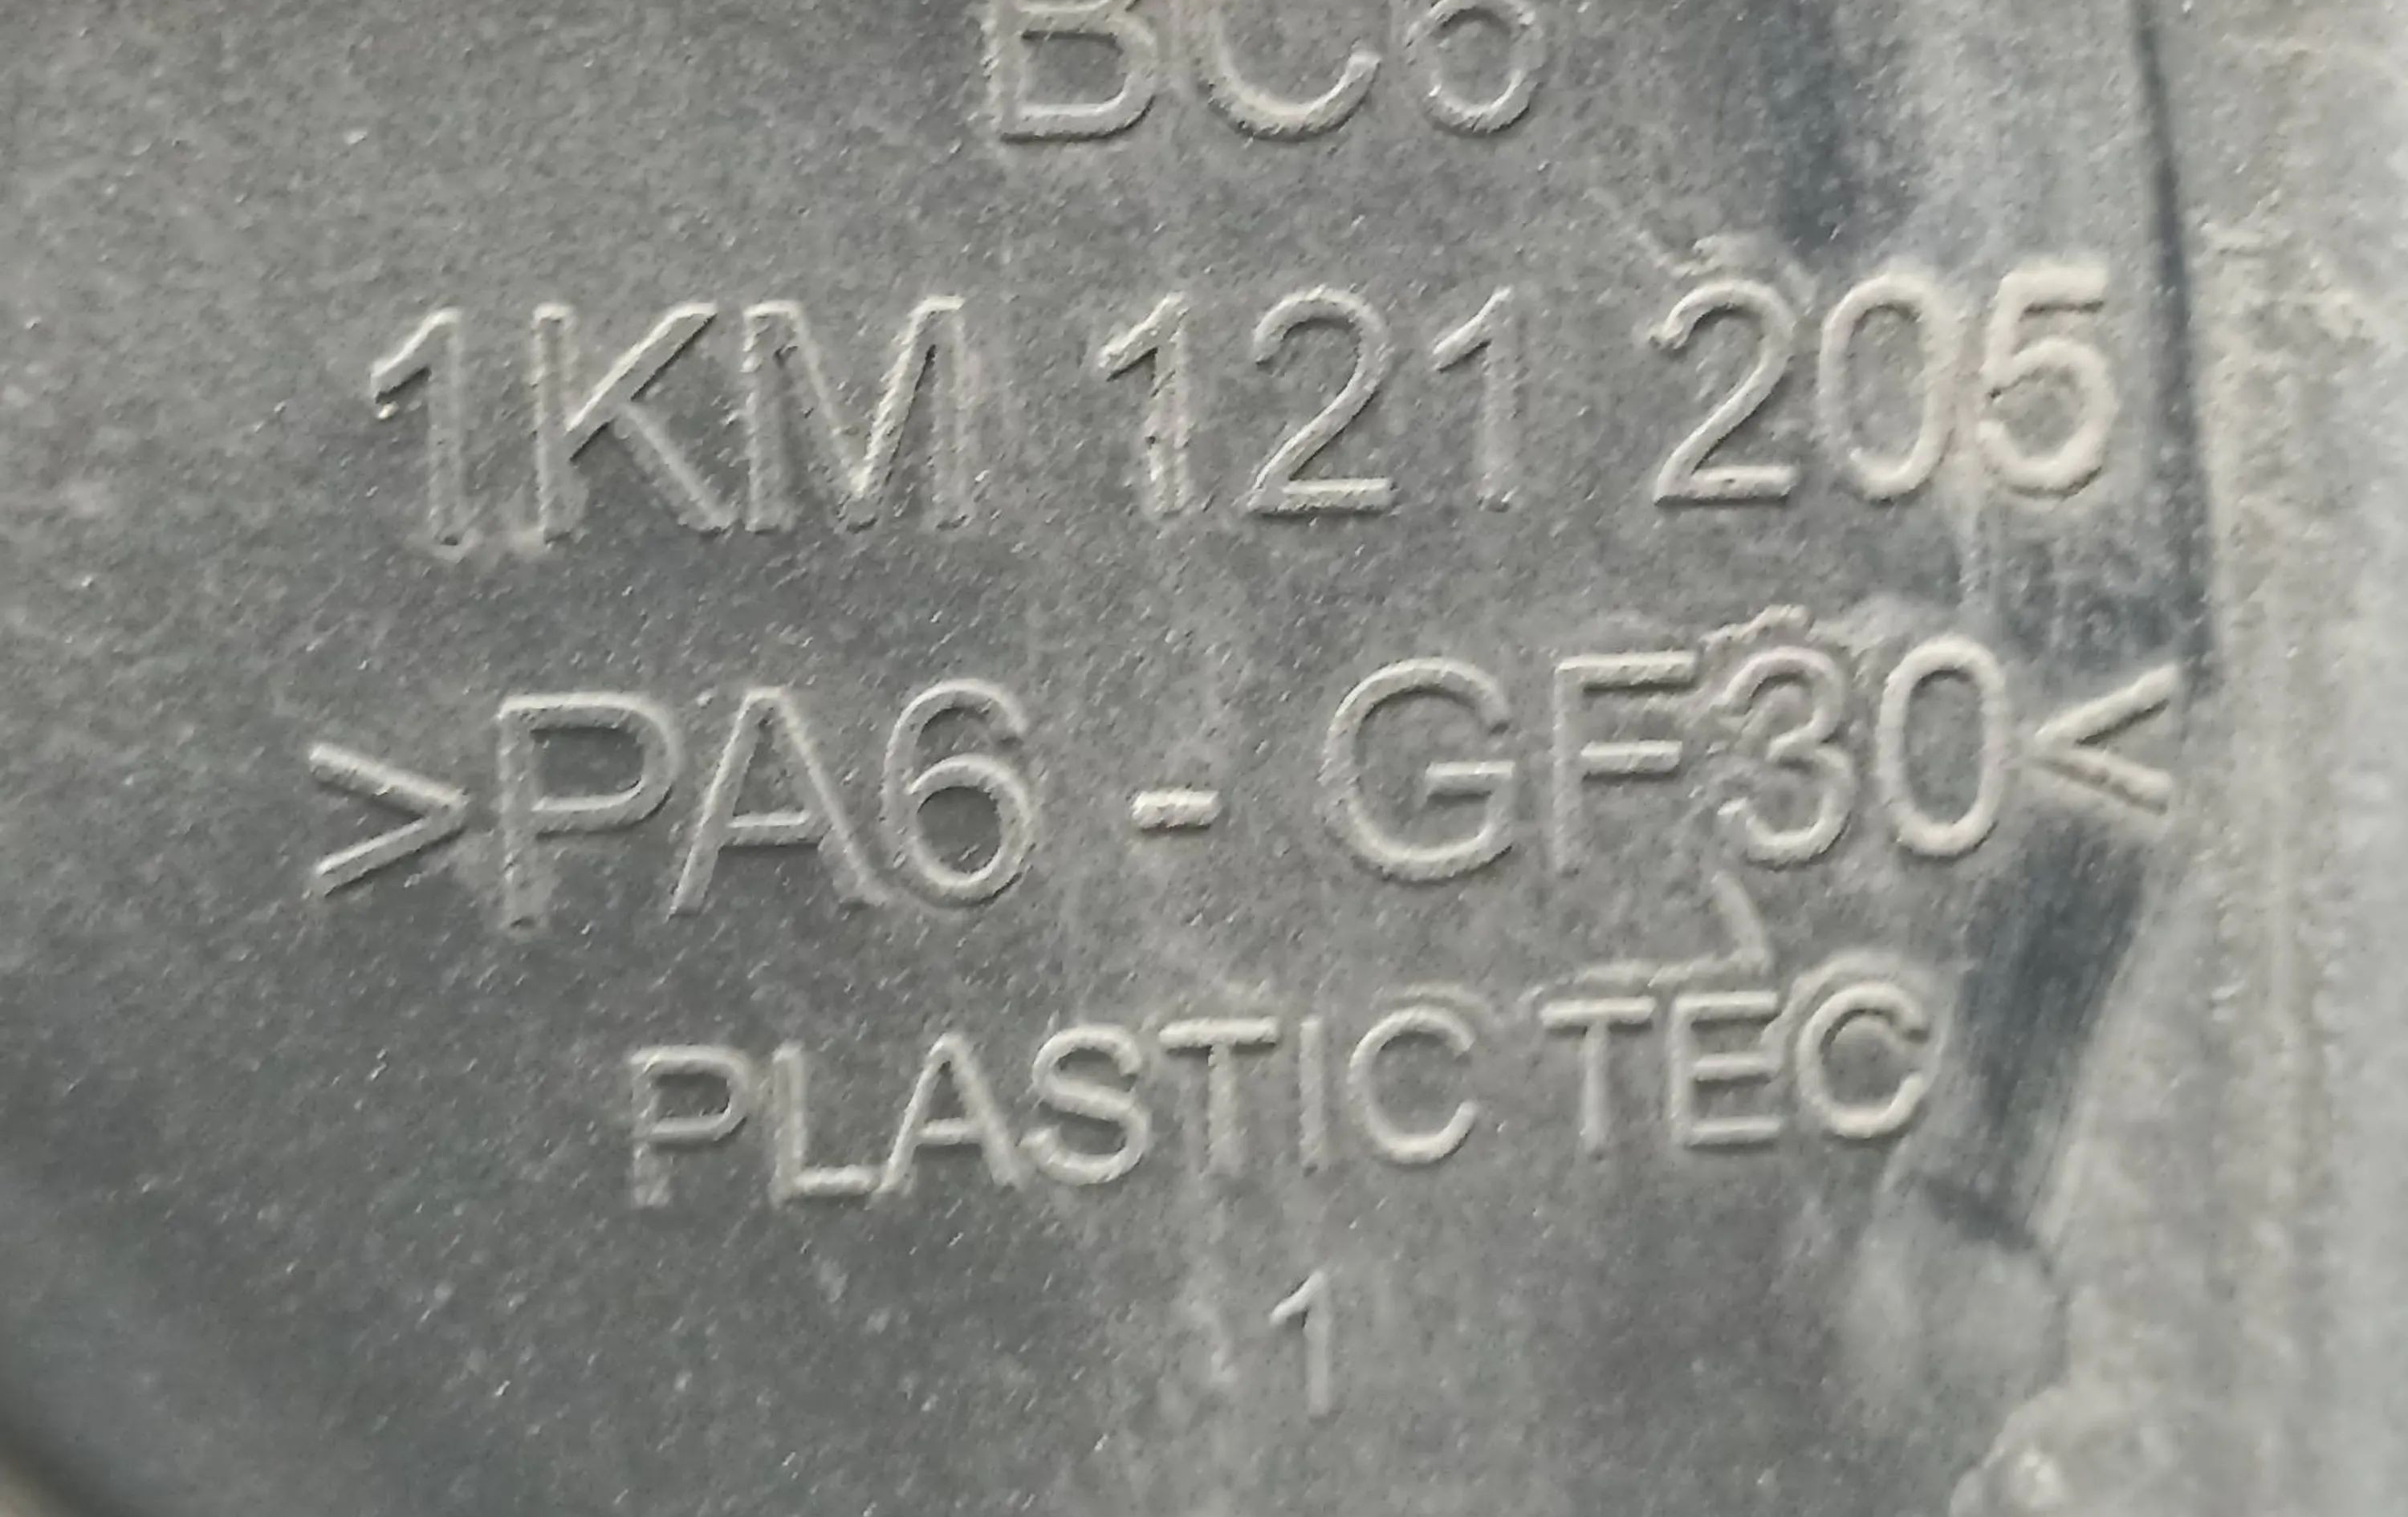 BC6
1KM 121 205
>PA6 - GF30<
PLASTIC TEC
1